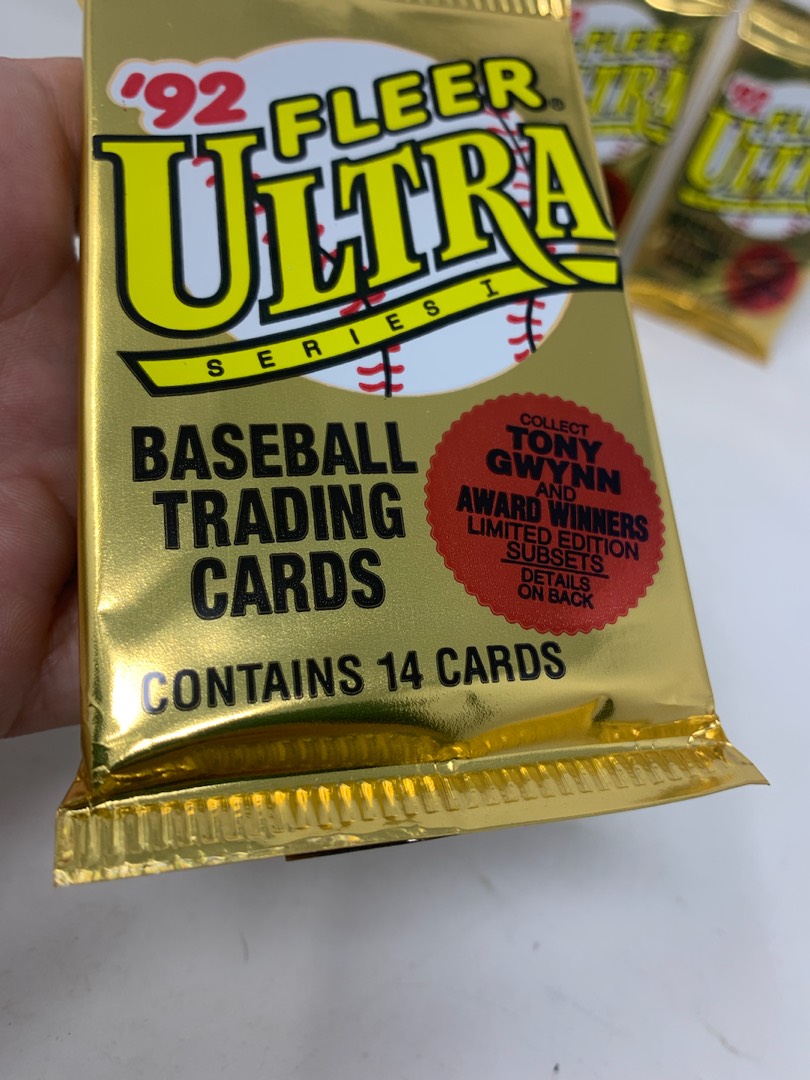 '92 FLEER®
ULTRA
SERIES I
BASEBALL
TRADING
CARDS
COLLECT
TONY
GWYNN
AND
AWARD WINNERS
LIMITED EDITION
SUBSETS
DETAILS
ON BACK
CONTAINS 14 CARDS
FLEER